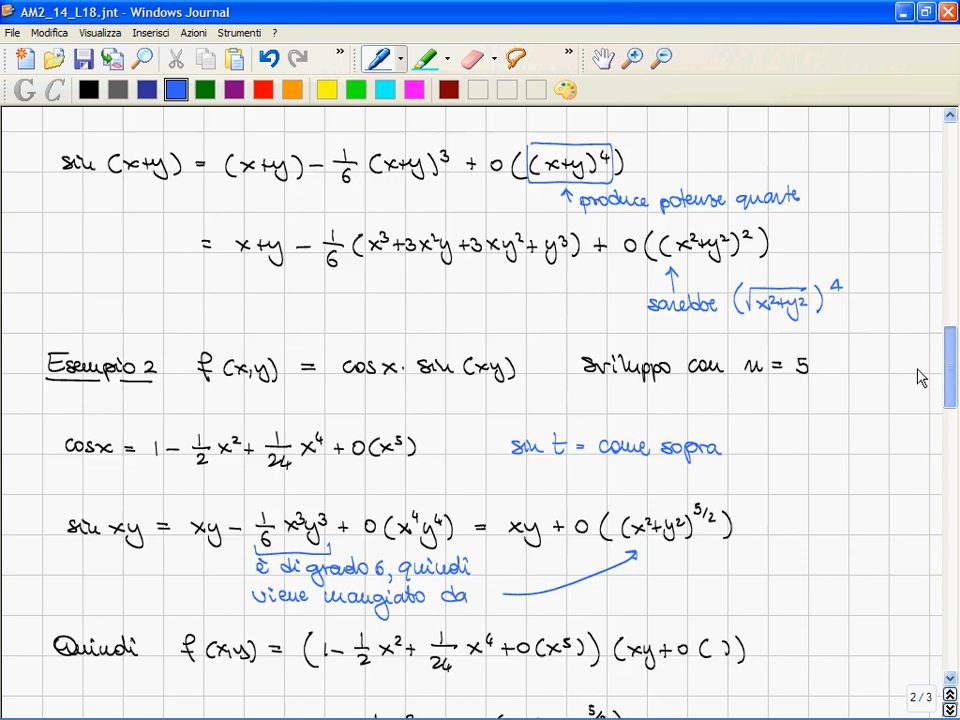 AM2_14_L18.jnt - Windows Journal
File Modifica Visualizza Inserisci Azioni Strumenti ?
sin (x+y) = (x+y) - 1/6 (x+y)³ + o((x+y)⁴)
↑ produce potenze quarte
= x+y - 1/6 (x³+3x²y+3xy²+y³) + o((x²+y²)²)
sarebbe (√x²+y²)⁴
Esempio 2 f(x,y) = cosx · sin(xy) sviluppo con n = 5
cosx = 1 - 1/2 x² + 1/24 x⁴ + o(x⁵) sin t = come sopra
sin xy = xy - 1/6 x³y³ + o(x⁴y⁴) = xy + o((x²+y²)^5/2)
è di grado 6, quindi
viene mangiato da
Quindi f(x,y) = (1 - 1/2 x² + 1/24 x⁴ + o(x⁵)) (xy + o( ))
2 / 3